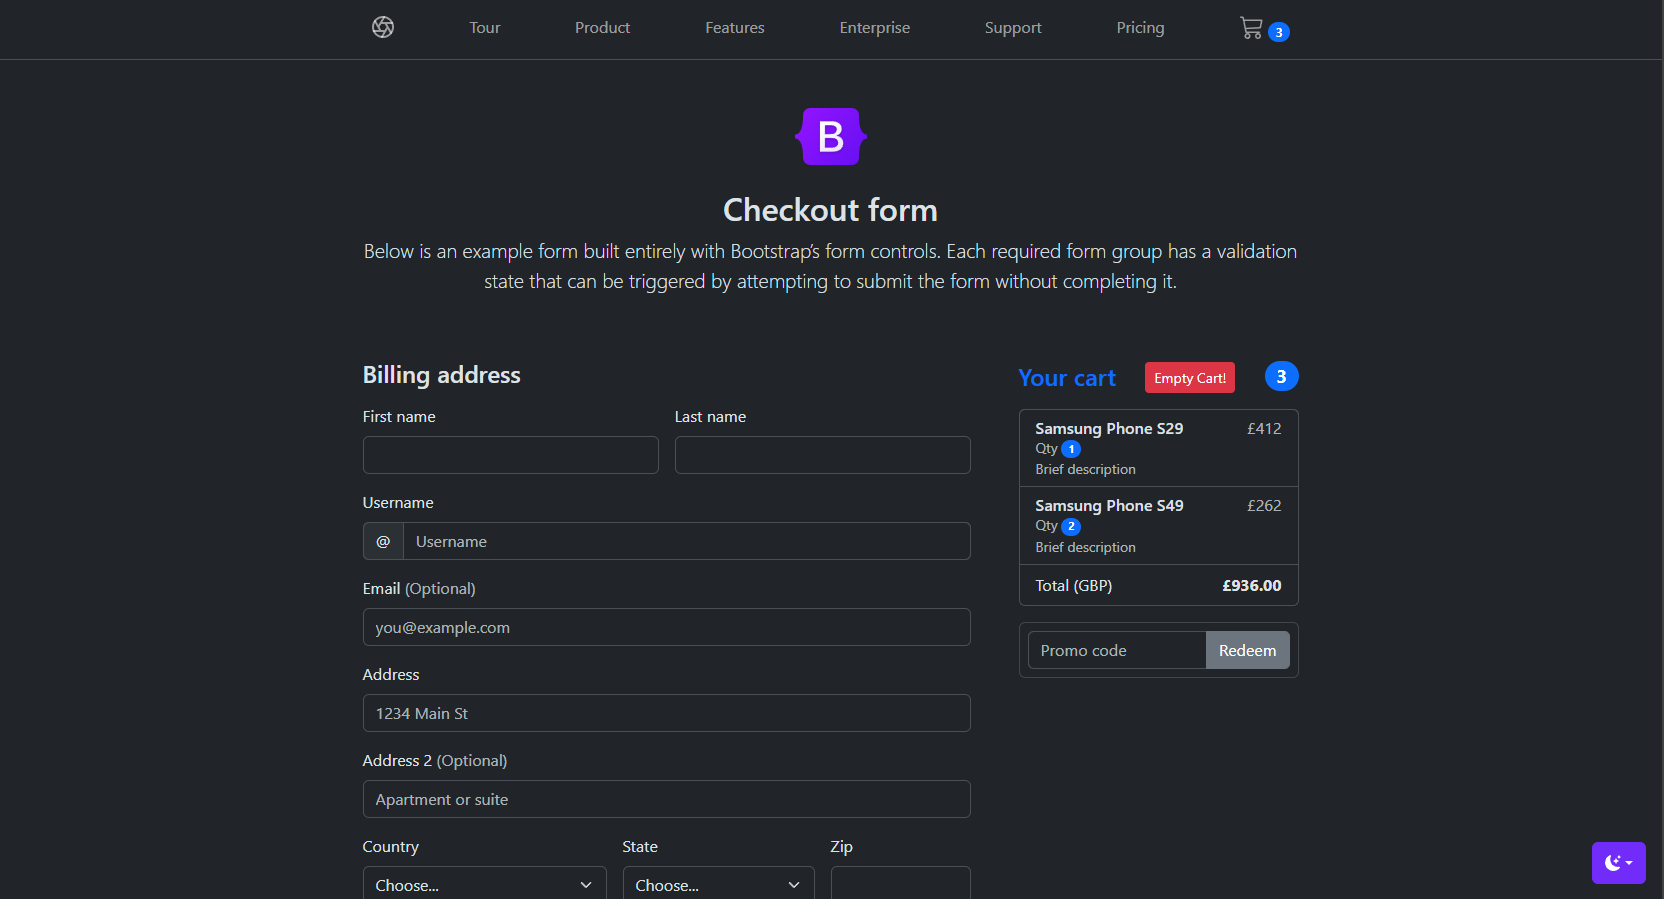 Tour Product Features Enterprise Support Pricing 3
B
Checkout form
Below is an example form built entirely with Bootstrap’s form controls. Each required form group has a validation
state that can be triggered by attempting to submit the form without completing it.
Billing address
First name Last name
Username
@ Username
Email (Optional)
you@example.com
Address
1234 Main St
Address 2 (Optional)
Apartment or suite
Country State Zip
Choose... Choose...
Your cart Empty Cart! 3
Samsung Phone S29 £412
Qty 1
Brief description
Samsung Phone S49 £262
Qty 2
Brief description
Total (GBP) £936.00
Promo code Redeem